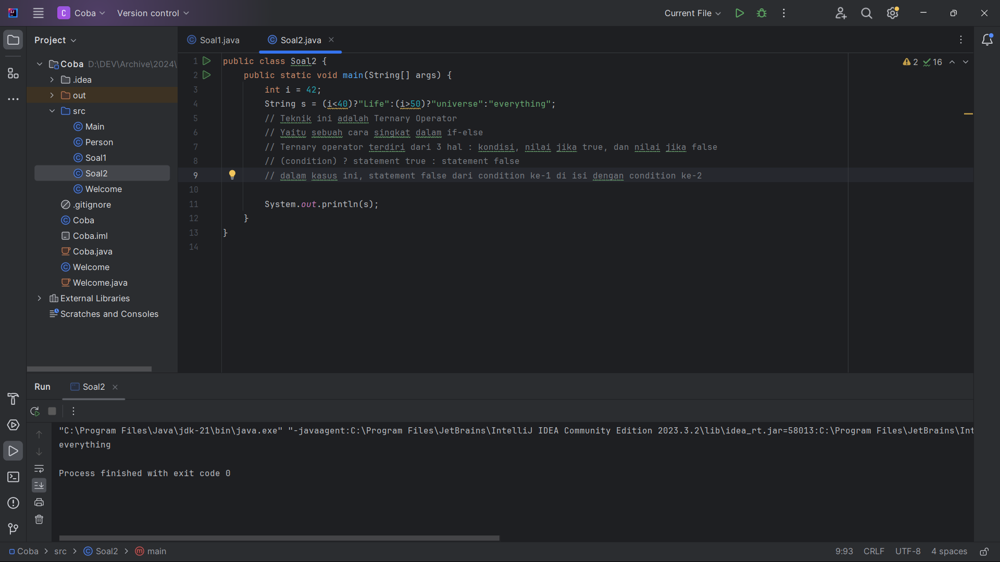 C Coba Version control Current File
Project Soal1.java Soal2.java
Coba D:\DEV\Archive\2024\
.idea
out
src
Main
Person
Soal1
Soal2
Welcome
.gitignore
Coba
Coba.iml
Coba.java
Welcome
Welcome.java
External Libraries
Scratches and Consoles
2 16
1 public class Soal2 {
2 public static void main(String[] args) {
3 int i = 42;
4 String s = (i<40)?"Life":(i>50)?"universe":"everything";
5 // Teknik ini adalah Ternary Operator
6 // Yaitu sebuah cara singkat dalam if-else
7 // Ternary operator terdiri dari 3 hal : kondisi, nilai jika true, dan nilai jika false
8 // (condition) ? statement true : statement false
9 // dalam kasus ini, statement false dari condition ke-1 di isi dengan condition ke-2
10
11 System.out.println(s);
12 }
13 }
14
Run Soal2
"C:\Program Files\Java\jdk-21\bin\java.exe" "-javaagent:C:\Program Files\JetBrains\IntelliJ IDEA Community Edition 2023.3.2\lib\idea_rt.jar=58013:C:\Program Files\JetBrains\Int
everything
Process finished with exit code 0
Coba > src > Soal2 > main 9:93 CRLF UTF-8 4 spaces